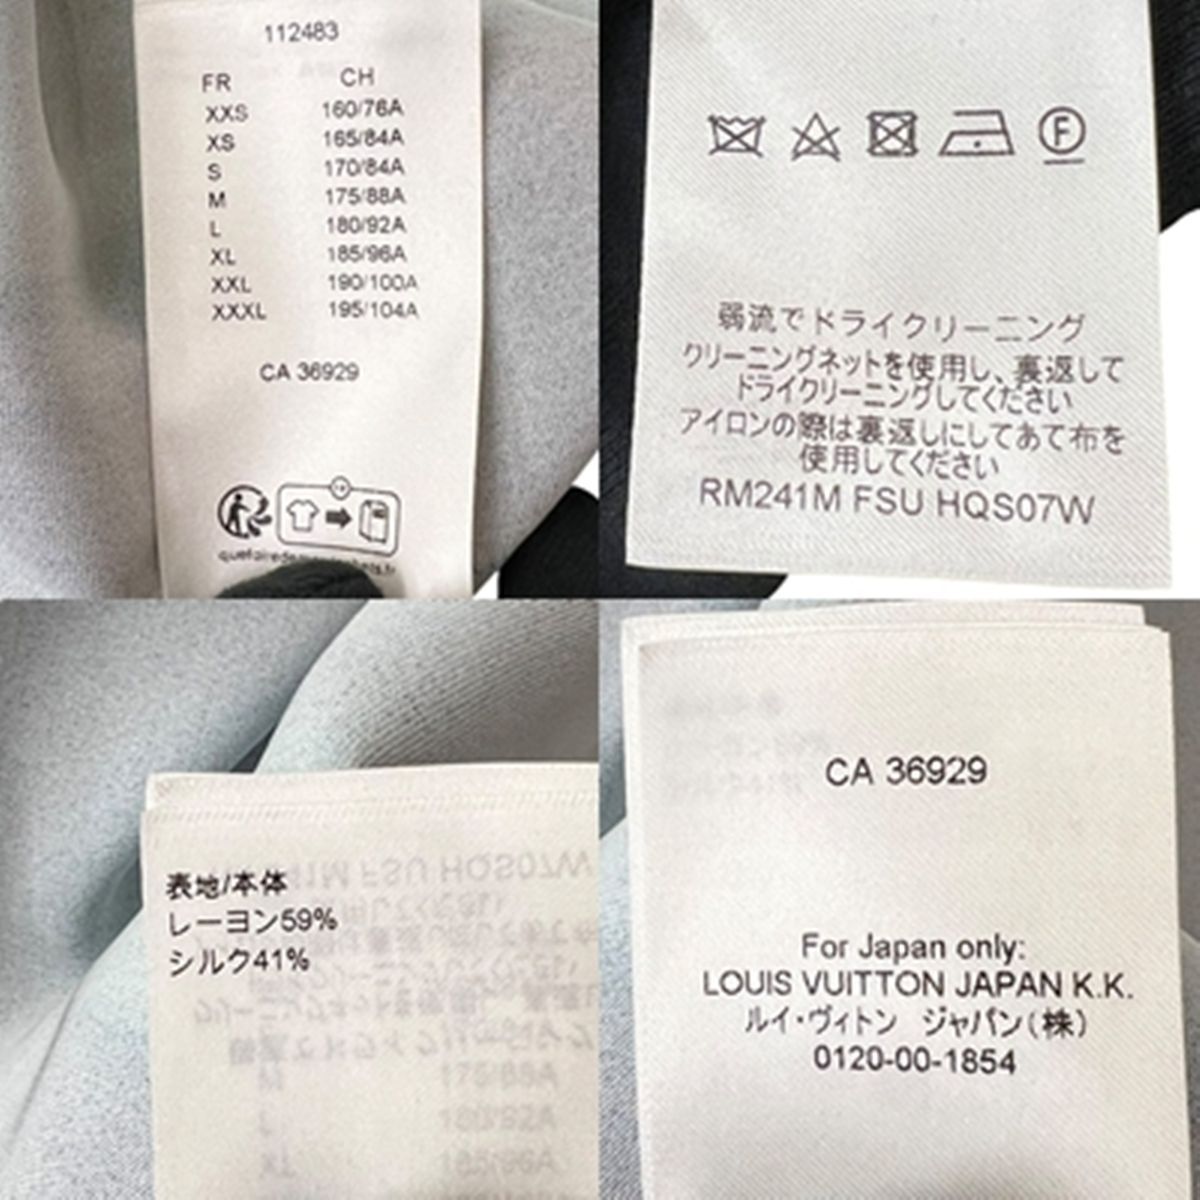 112483
FR CH
XXS 160/76A
XS 165/84A
S 170/84A
M 175/88A
L 180/92A
XL 185/96A
XXL 190/100A
XXXL 195/104A
CA 36929
F
弱流でドライクリーニング
クリーニングネットを使用し、裏返して
ドライクリーニングしてください
アイロンの際は裏返しにしてあて布を
使用してください
RM241M FSU HQS07W
表地/本体
レーヨン59%
シルク41%
CA 36929
For Japan only:
LOUIS VUITTON JAPAN K.K.
ルイ・ヴィトン ジャパン(株)
0120-00-1854